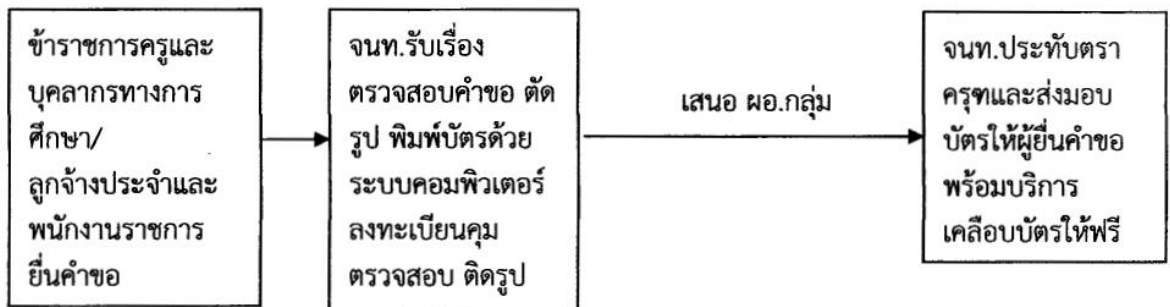 ข้าราชการครูและ
บุคลากรทางการ
ศึกษา/
ลูกจ้างประจำและ
พนักงานราชการ
ยื่นคำขอ
จนท.รับเรื่อง
ตรวจสอบคำขอ ตัด
รูป พิมพ์บัตรด้วย
ระบบคอมพิวเตอร์
ลงทะเบียนคุม
ตรวจสอบ ติดรูป
เสนอ ผอ.กลุ่ม
จนท.ประทับตรา
ครุฑและส่งมอบ
บัตรให้ผู้ยื่นคำขอ
พร้อมบริการ
เคลือบบัตรให้ฟรี